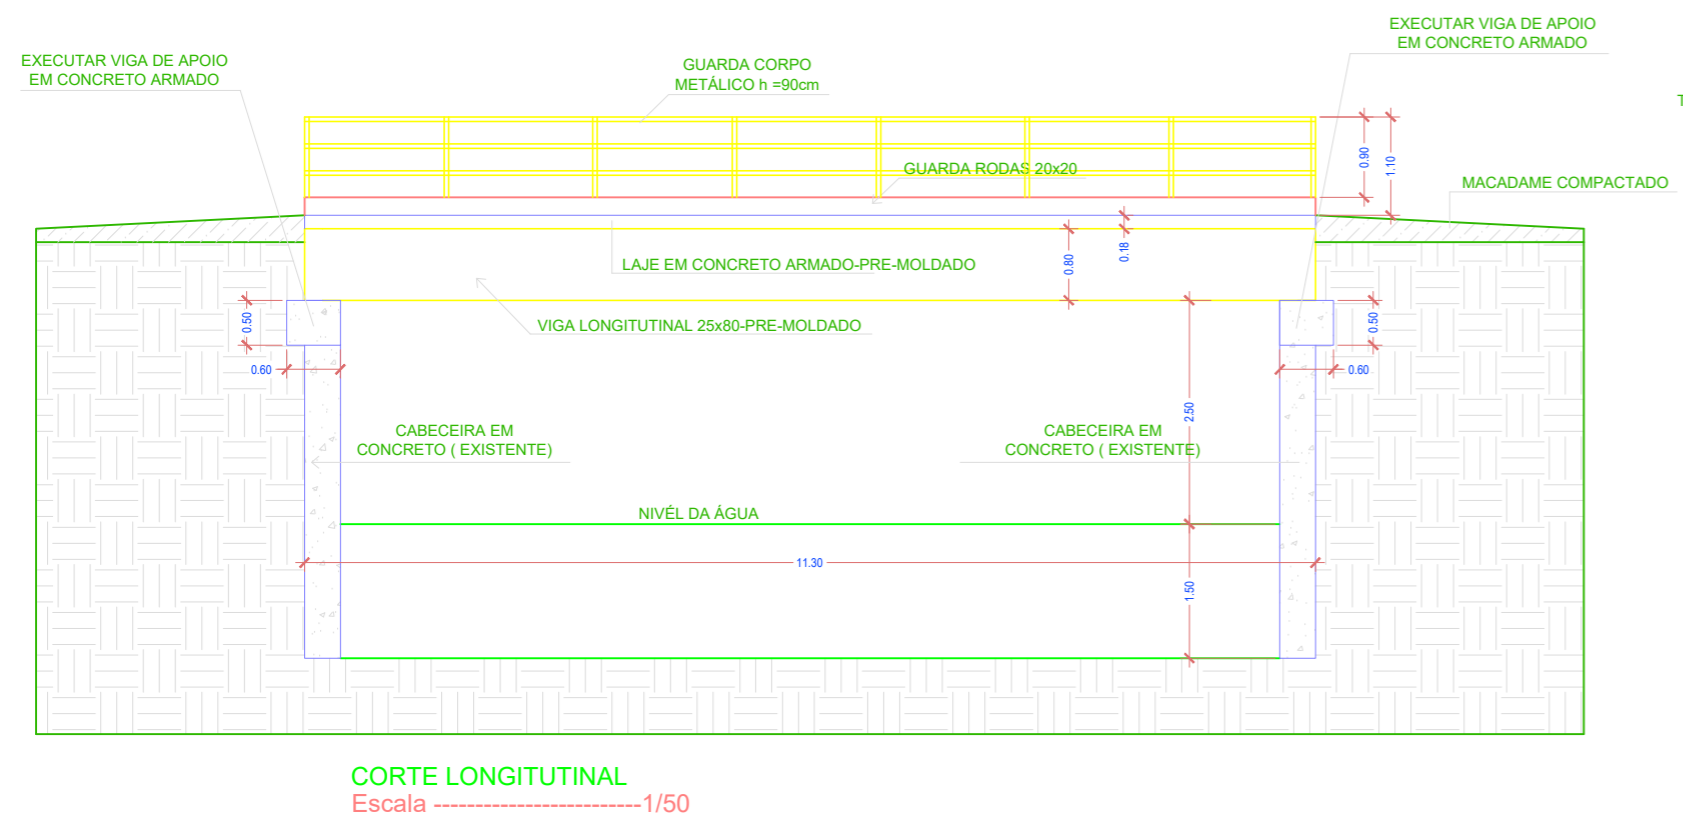 EXECUTAR VIGA DE APOIO
EM CONCRETO ARMADO
GUARDA CORPO
METÁLICO h =90cm
EXECUTAR VIGA DE APOIO
EM CONCRETO ARMADO
GUARDA RODAS 20x20
0.90
1.10
MACADAME COMPACTADO
LAJE EM CONCRETO ARMADO-PRE-MOLDADO
0.80
0.18
VIGA LONGITUTINAL 25x80-PRE-MOLDADO
0.50
0.50
0.60
0.60
CABECEIRA EM
CONCRETO ( EXISTENTE)
CABECEIRA EM
CONCRETO ( EXISTENTE)
2.50
NIVÉL DA ÁGUA
11.30
1.50
CORTE LONGITUTINAL
Escala -------------------------1/50